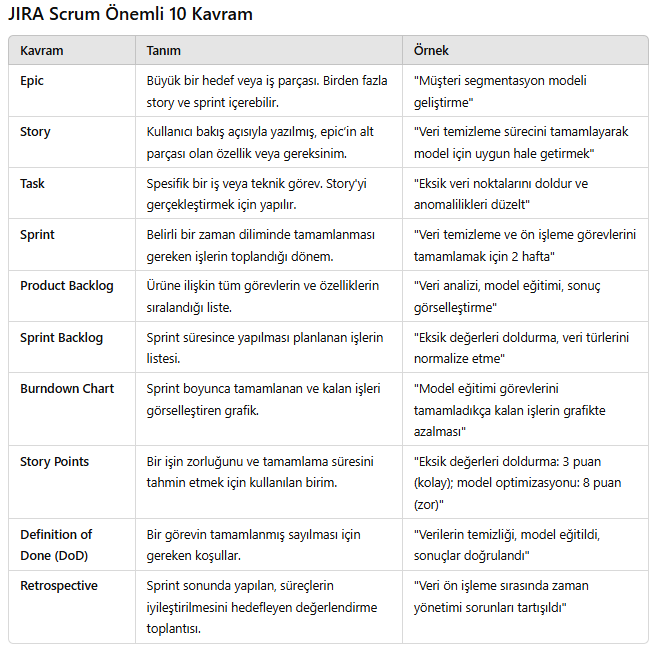 JIRA Scrum Önemli 10 Kavram
Kavram Tanım Örnek
Epic
Büyük bir hedef veya iş parçası. Birden fazla
story ve sprint içerebilir.
"Müşteri segmentasyon modeli
geliştirme"
Story
Kullanıcı bakış açısıyla yazılmış, epic’in alt
parçası olan özellik veya gereksinim.
"Veri temizleme sürecini tamamlayarak
model için uygun hale getirmek"
Task
Spesifik bir iş veya teknik görev. Story'yi
gerçekleştirmek için yapılır.
"Eksik veri noktalarını doldur ve
anomalilikleri düzelt"
Sprint
Belirli bir zaman diliminde tamamlanması
gereken işlerin toplandığı dönem.
"Veri temizleme ve ön işleme görevlerini
tamamlamak için 2 hafta"
Product Backlog
Ürüne ilişkin tüm görevlerin ve özelliklerin
sıralandığı liste.
"Veri analizi, model eğitimi, sonuç
görselleştirme"
Sprint Backlog
Sprint süresince yapılması planlanan işlerin
listesi.
"Eksik değerleri doldurma, veri türlerini
normalize etme"
Burndown Chart
Sprint boyunca tamamlanan ve kalan işleri
görselleştiren grafik.
"Model eğitimi görevlerini
tamamladıkça kalan işlerin grafikte
azalması"
Story Points
Bir işin zorluğunu ve tamamlama süresini
tahmin etmek için kullanılan birim.
"Eksik değerleri doldurma: 3 puan
(kolay); model optimizasyonu: 8 puan
(zor)"
Definition of
Done (DoD)
Bir görevin tamamlanmış sayılması için
gereken koşullar.
"Verilerin temizliği, model eğitildi,
sonuçlar doğrulandı"
Retrospective
Sprint sonunda yapılan, süreçlerin
iyileştirilmesini hedefleyen değerlendirme
toplantısı.
"Veri ön işleme sırasında zaman
yönetimi sorunları tartışıldı"